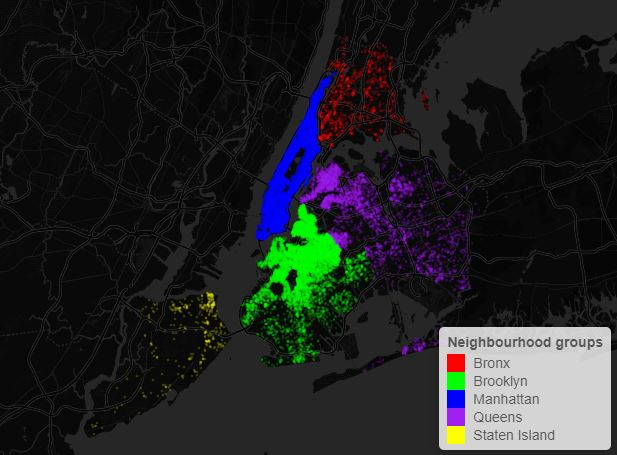 Neighbourhood groups
Bronx
Brooklyn
Manhattan
Queens
Staten Island